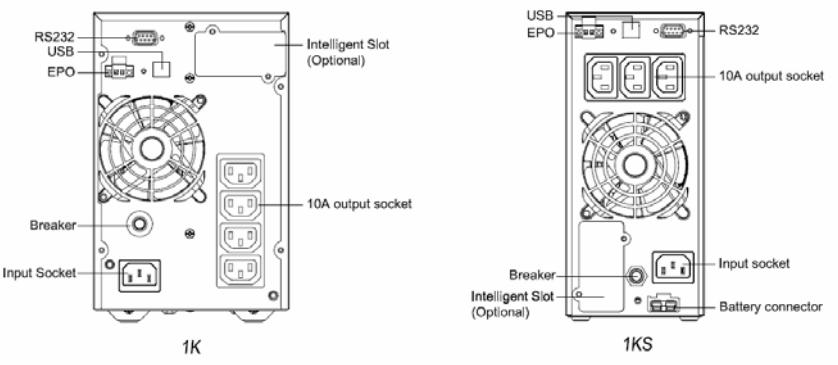 RS232
USB
EPO
Intelligent Slot
(Optional)
10A output socket
Breaker
Input Socket
1K
USB
EPO
RS232
10A output socket
Breaker
Input socket
Intelligent Slot
(Optional)
Battery connector
1KS